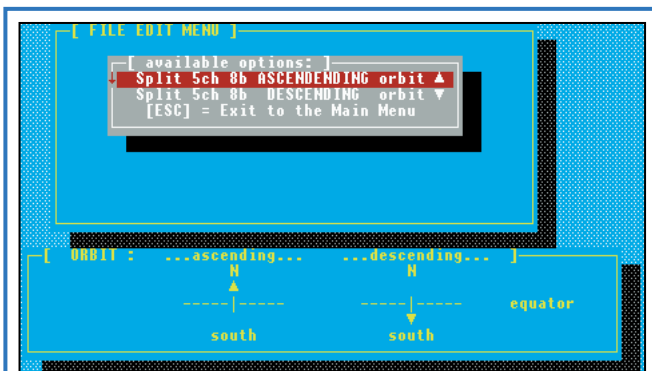 [ FILE EDIT MENU ]
[ available options: ]
↓ Split 5ch 8b ASCENDENDING orbit ▲
Split 5ch 8b DESCENDING orbit ▼
[ESC] = Exit to the Main Menu
[ ORBIT : ...ascending... ...descending... ]
N N
▲
-----|----- -----|----- equator
▼
south south